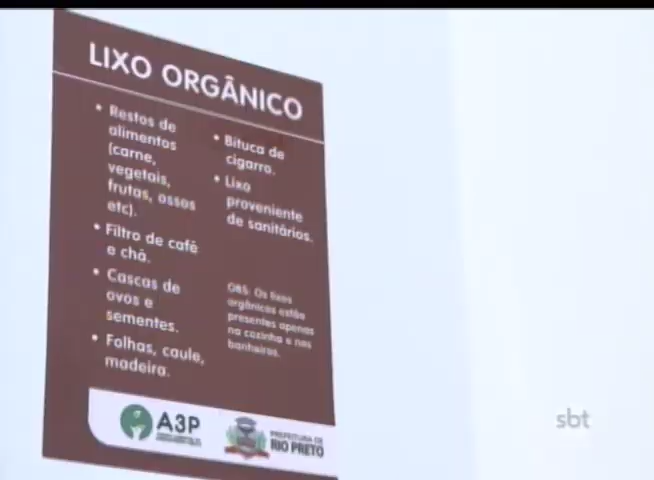 LIXO ORGÂNICO
• Restos de
alimentos
(carne,
vegetais,
frutas, ossos
etc).
• Filtro de café
e chá.
• Cascas de
ovos e
sementes.
• Folhas, caule,
madeira.
• Bituca de
cigarro.
• Lixo
proveniente
de sanitários.
OBS: Os lixos
orgânicos estão
presentes apenas
na cozinha e nos
banheiros.
A3P
PREFEITURA DE
RIO PRETO
sbt